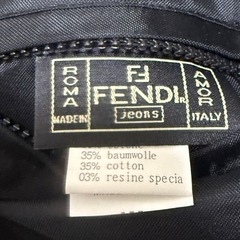 ROMA
MADE IN
FF
FENDI
jeans
AMOR
ITALY
35% baumwolle
35% cotton
03% resine specia